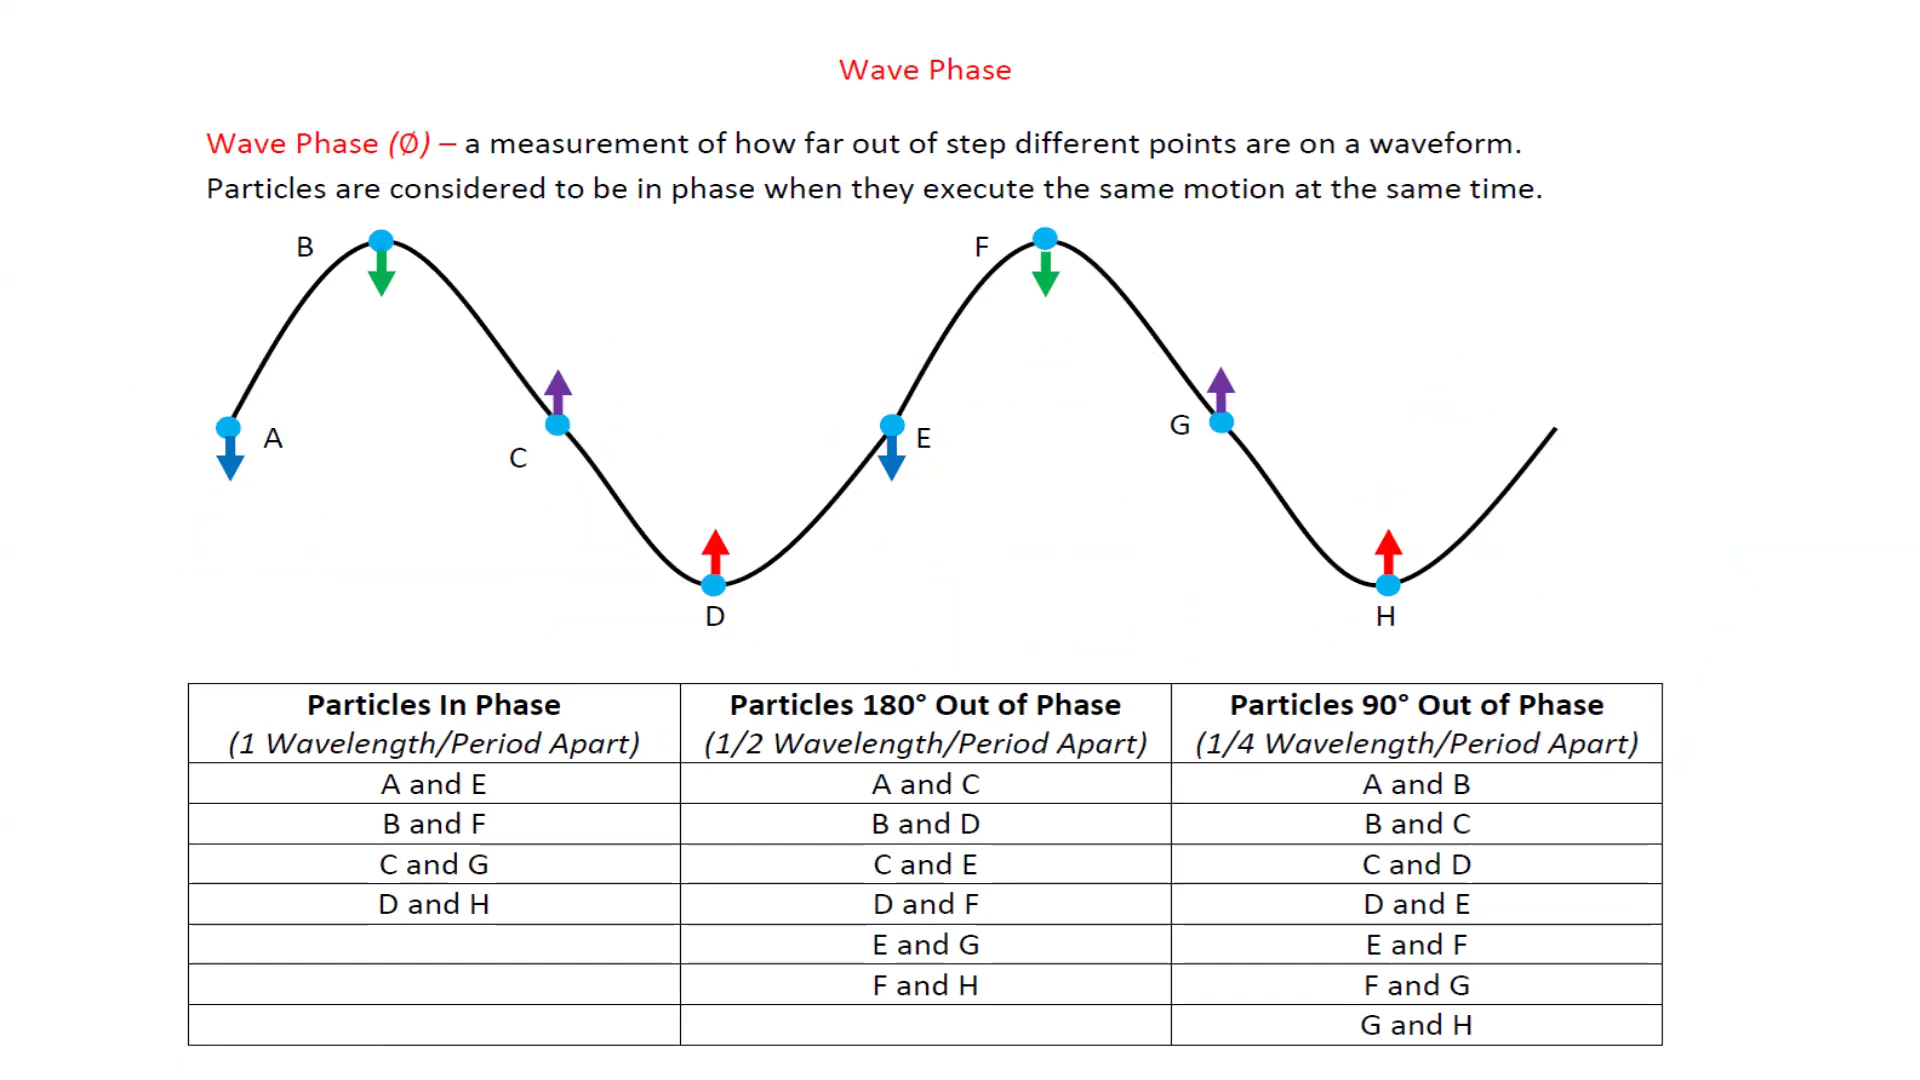 Wave Phase
Wave Phase (∅) – a measurement of how far out of step different points are on a waveform.
Particles are considered to be in phase when they execute the same motion at the same time.
B
F
A
C
E
G
D
H
Particles In Phase
(1 Wavelength/Period Apart)
Particles 180° Out of Phase
(1/2 Wavelength/Period Apart)
Particles 90° Out of Phase
(1/4 Wavelength/Period Apart)
A and E
A and C
A and B
B and F
B and D
B and C
C and G
C and E
C and D
D and H
D and F
D and E
E and G
E and F
F and H
F and G
G and H